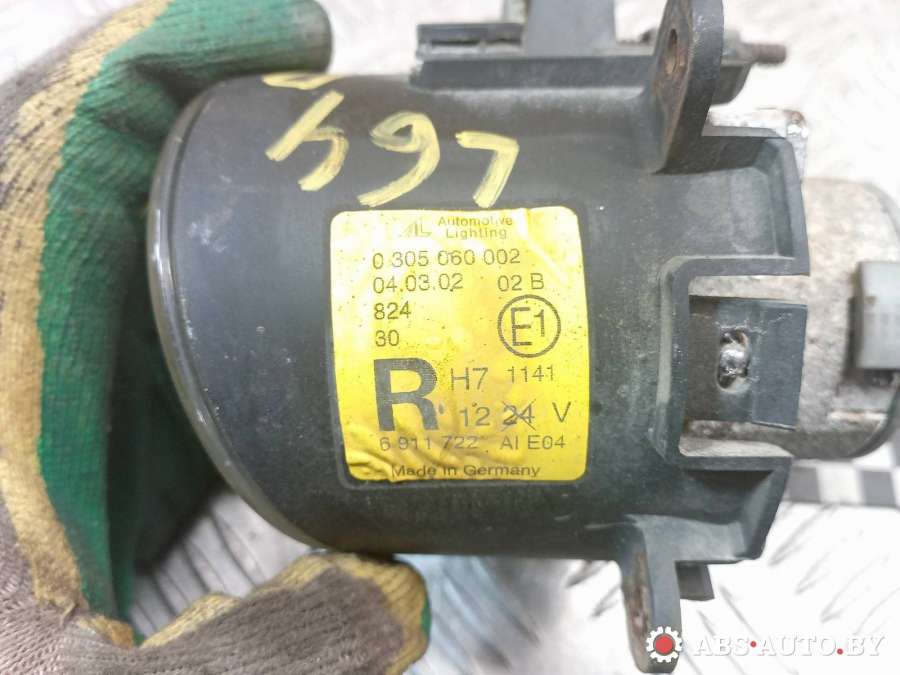 497
Automotive
Lighting
0 305 060 002
04.03.02 02 B
824
30
E1
R H7 1141
12 24 V
6 911 722 AI E04
Made in Germany
ABS-AUTO.BY